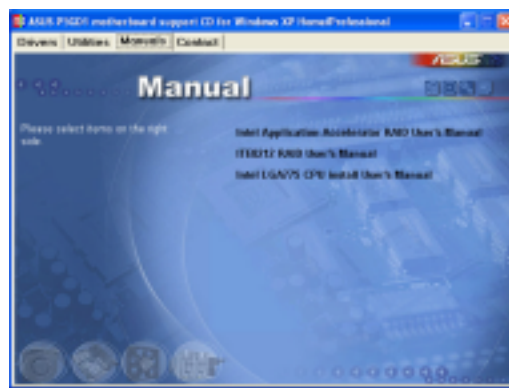 ASUS P5GD1 motherboard support CD for Windows XP Home/Professional
Drivers Utilities Manuals Contact
ASUS
Manual
Please select items on the right
side.
Intel Application Accelerator RAID User's Manual
ITE8212 RAID User's Manual
Intel LGA775 CPU install User's Manual